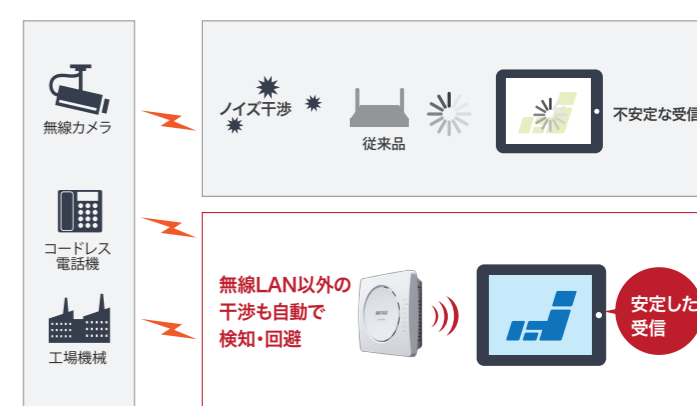 無線カメラ
コードレス
電話機
工場機械
ノイズ干渉
従来品
不安定な受信
無線LAN以外の
干渉も自動で
検知・回避
安定した
受信